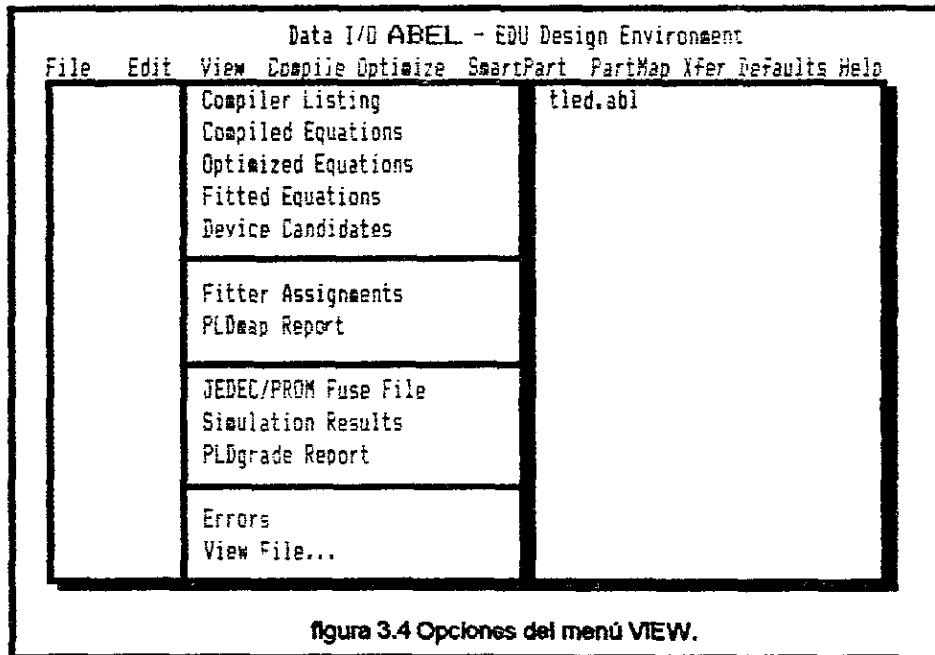 Data I/O ABEL - EDU Design Environment
File Edit View Compile Optimize SmartPart PartMap Xfer Defaults Help
Compiler Listing tled.abl
Compiled Equations
Optimized Equations
Fitted Equations
Device Candidates
Fitter Assignments
PLDmap Report
JEDEC/PROM Fuse File
Simulation Results
PLDgrade Report
Errors
View File...
figura 3.4 Opciones del menú VIEW.